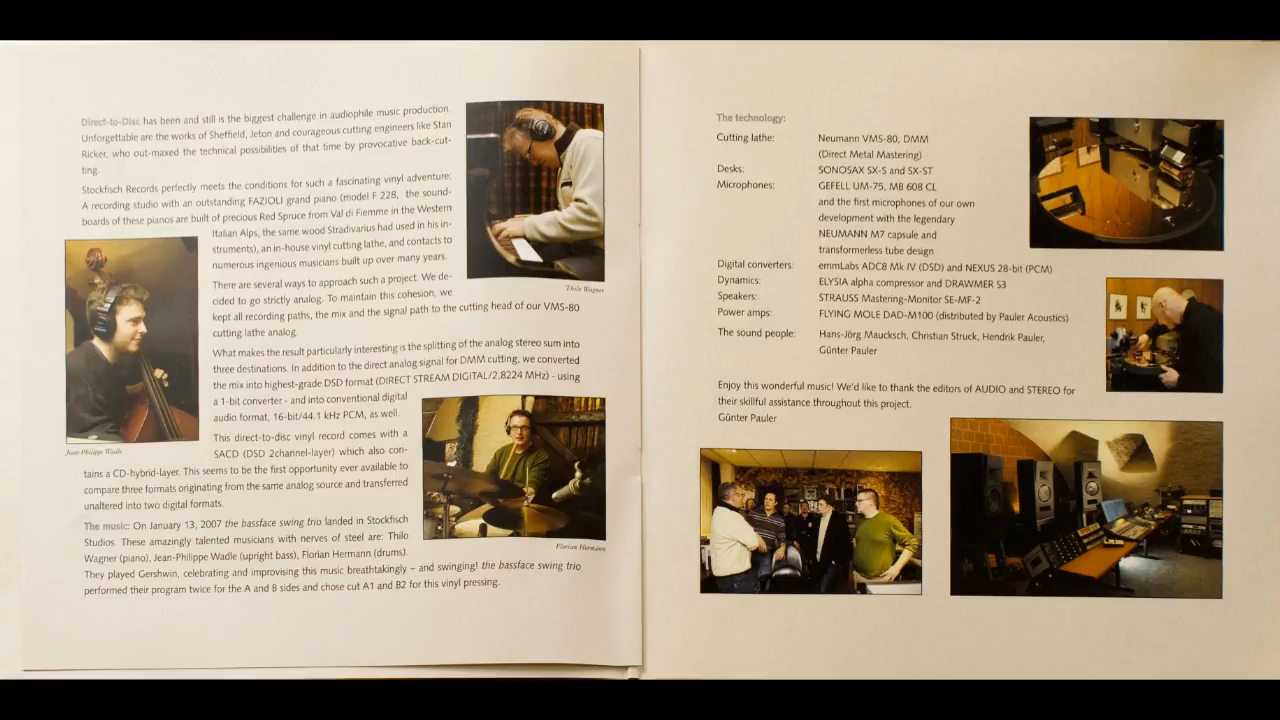 Direct-to-Disc has been and still is the biggest challenge in audiophile music production.
Unforgettable are the works of Sheffield, Jeton and courageous cutting engineers like Stan
Ricker, who out-maxed the technical possibilities of that time by provocative back-cut-
ting.
Stockfisch Records perfectly meets the conditions for such a fascinating vinyl adventure:
A recording studio with an outstanding FAZIOLI grand piano (model F 228, the sound-
boards of these pianos are built of precious Red Spruce from Val di Fiemme in the Western
Italian Alps, the same wood Stradivarius had used in his in-
struments), an in-house vinyl cutting lathe, and contacts to
numerous ingenious musicians built up over many years.
There are several ways to approach such a project. We de-
cided to go strictly analog. To maintain this cohesion, we
kept all recording paths, the mix and the signal path to the cutting head of our VMS-80
cutting lathe analog.
What makes the result particularly interesting is the splitting of the analog stereo sum into
three destinations. In addition to the direct analog signal for DMM cutting, we converted
the mix into highest-grade DSD format (DIRECT STREAM DIGITAL/2,8224 MHz) - using
a 1-bit converter - and into conventional digital
audio format, 16-bit/44.1 kHz PCM, as well.
This direct-to-disc vinyl record comes with a
SACD (DSD 2channel-layer) which also con-
tains a CD-hybrid-layer. This seems to be the first opportunity ever available to
compare three formats originating from the same analog source and transferred
unaltered into two digital formats.
The music: On January 13, 2007 the bassface swing trio landed in Stockfisch
Studios. These amazingly talented musicians with nerves of steel are: Thilo
Wagner (piano), Jean-Philippe Wadle (upright bass), Florian Hermann (drums).
They played Gershwin, celebrating and improvising this music breathtakingly – and swinging! the bassface swing trio
performed their program twice for the A and B sides and chose cut A1 and B2 for this vinyl pressing.
Thilo Wagner
Jean-Philippe Wadle
Florian Hermann
The technology:
Cutting lathe: Neumann VMS-80, DMM
(Direct Metal Mastering)
Desks: SONOSAX SX-S and SX-ST
Microphones: GEFELL UM-75, MB 608 CL
and the first microphones of our own
development with the legendary
NEUMANN M7 capsule and
transformerless tube design
Digital converters: emmLabs ADC8 Mk IV (DSD) and NEXUS 28-bit (PCM)
Dynamics: ELYSIA alpha compressor and DRAWMER S3
Speakers: STRAUSS Mastering-Monitor SE-MF-2
Power amps: FLYING MOLE DAD-M100 (distributed by Pauler Acoustics)
The sound people: Hans-Jörg Maucksch, Christian Struck, Hendrik Pauler,
Günter Pauler
Enjoy this wonderful music! We'd like to thank the editors of AUDIO and STEREO for
their skillful assistance throughout this project.
Günter Pauler